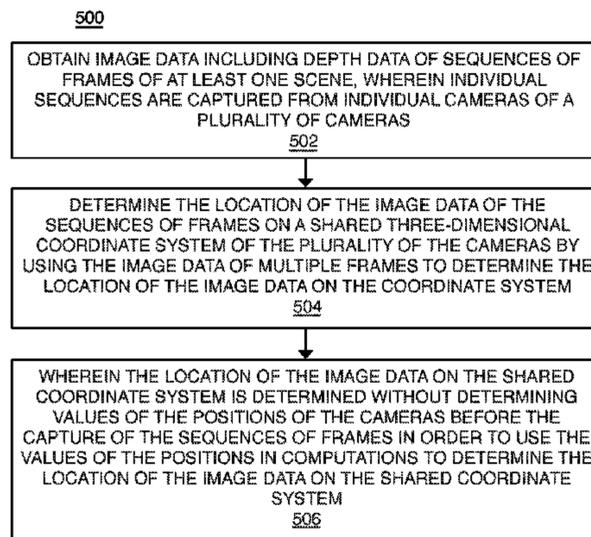 500
OBTAIN IMAGE DATA INCLUDING DEPTH DATA OF SEQUENCES OF
FRAMES OF AT LEAST ONE SCENE, WHEREIN INDIVIDUAL
SEQUENCES ARE CAPTURED FROM INDIVIDUAL CAMERAS OF A
PLURALITY OF CAMERAS
502
DETERMINE THE LOCATION OF THE IMAGE DATA OF THE
SEQUENCES OF FRAMES ON A SHARED THREE-DIMENSIONAL
COORDINATE SYSTEM OF THE PLURALITY OF THE CAMERAS BY
USING THE IMAGE DATA OF MULTIPLE FRAMES TO DETERMINE THE
LOCATION OF THE IMAGE DATA ON THE COORDINATE SYSTEM
504
WHEREIN THE LOCATION OF THE IMAGE DATA ON THE SHARED
COORDINATE SYSTEM IS DETERMINED WITHOUT DETERMINING
VALUES OF THE POSITIONS OF THE CAMERAS BEFORE THE
CAPTURE OF THE SEQUENCES OF FRAMES IN ORDER TO USE THE
VALUES OF THE POSITIONS IN COMPUTATIONS TO DETERMINE THE
LOCATION OF THE IMAGE DATA ON THE SHARED COORDINATE
SYSTEM
506